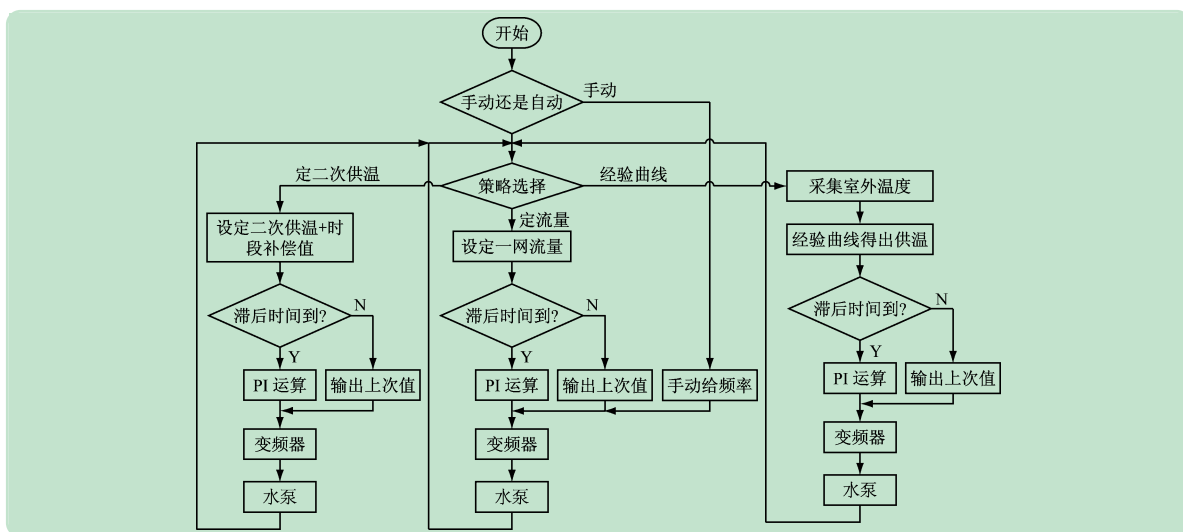 开始
手动还是自动
手动
定二次供温
策略选择
经验曲线
采集室外温度
定流量
设定二次供温+时
段补偿值
设定一网流量
经验曲线得出供温
滞后时间到?
N
滞后时间到?
N
滞后时间到?
N
Y
Y
Y
PI 运算
输出上次值
PI 运算
输出上次值
手动给频率
PI 运算
输出上次值
变频器
变频器
变频器
水泵
水泵
水泵